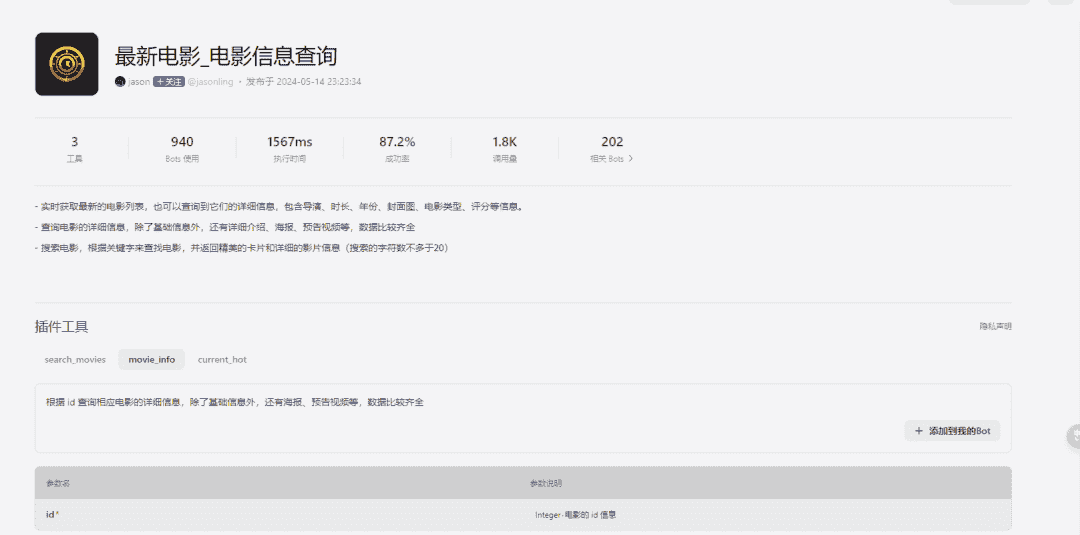 最新电影_电影信息查询
jason +关注 @jasonling · 发布于 2024-05-14 23:23:34
3 940 1567ms 87.2% 1.8K 202
工具 Bots 使用 执行时间 成功率 调用量 相关 Bots
- 实时获取最新的电影列表，也可以查询到它们的详细信息，包含导演、时长、年份、封面图、电影类型、评分等信息。
- 查询电影的详细信息，除了基础信息外，还有详细介绍、海报、预告视频等，数据比较齐全
- 搜索电影，根据关键字来查找电影，并返回精美的卡片和详细的影片信息（搜索的字符数不多于20）
插件工具 隐私声明
search_movies movie_info current_hot
根据 id 查询相应电影的详细信息，除了基础信息外，还有海报、预告视频等，数据比较齐全
+ 添加到我的Bot
参数名 参数说明
id* Integer-电影的 id 信息